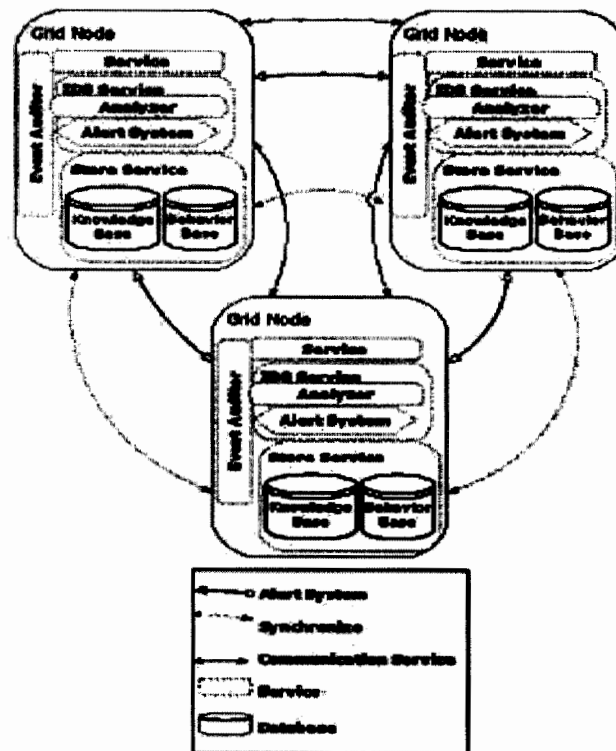 Grid Node
Service
IDS Service
Analyzer
Alert System
Event Auditor
Store Service
Knowledge Base
Behavior Base
Grid Node
Service
IDS Service
Analyzer
Alert System
Event Auditor
Store Service
Knowledge Base
Behavior Base
Grid Node
Service
IDS Service
Analyzer
Alert System
Event Auditor
Store Service
Knowledge Base
Behavior Base
Alert System
Synchronize
Communication Service
Service
Database